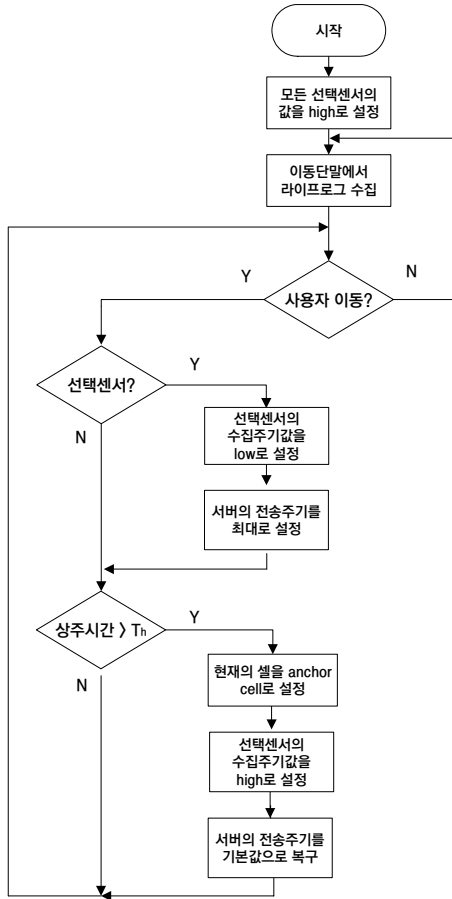 시작
모든 선택센서의
값을 high로 설정
이동단말에서
라이프로그 수집
Y
N
사용자 이동?
선택센서?
Y
N
선택센서의
수집주기값을
low로 설정
서버의 전송주기를
최대로 설정
상주시간 > Th
Y
N
현재의 셀을 anchor
cell로 설정
선택센서의
수집주기값을
high로 설정
서버의 전송주기를
기본값으로 복구